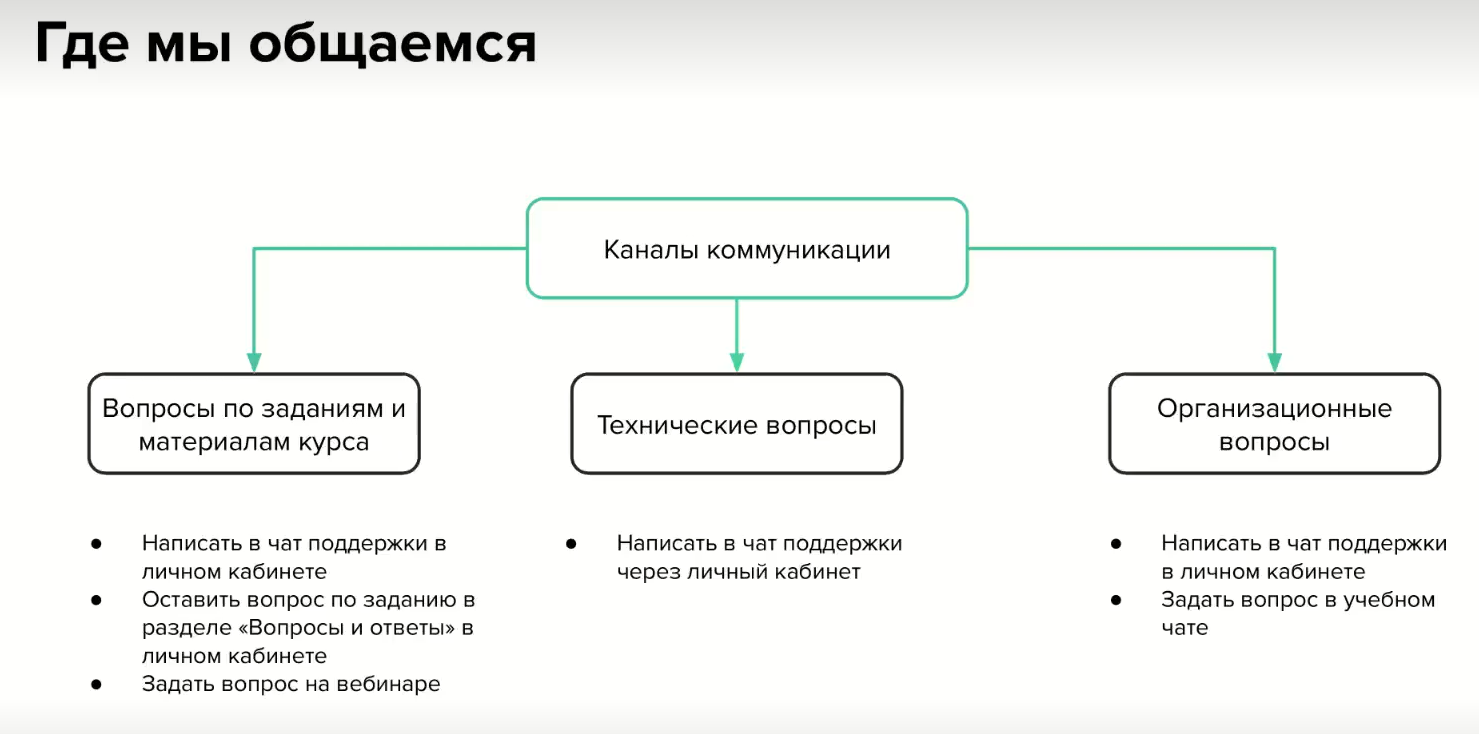 Где мы общаемся
Каналы коммуникации
Вопросы по заданиям и
материалам курса
Технические вопросы
Организационные
вопросы
● Написать в чат поддержки в
личном кабинете
● Оставить вопрос по заданию в
разделе «Вопросы и ответы» в
личном кабинете
● Задать вопрос на вебинаре
● Написать в чат поддержки
через личный кабинет
● Написать в чат поддержки
в личном кабинете
● Задать вопрос в учебном
чате